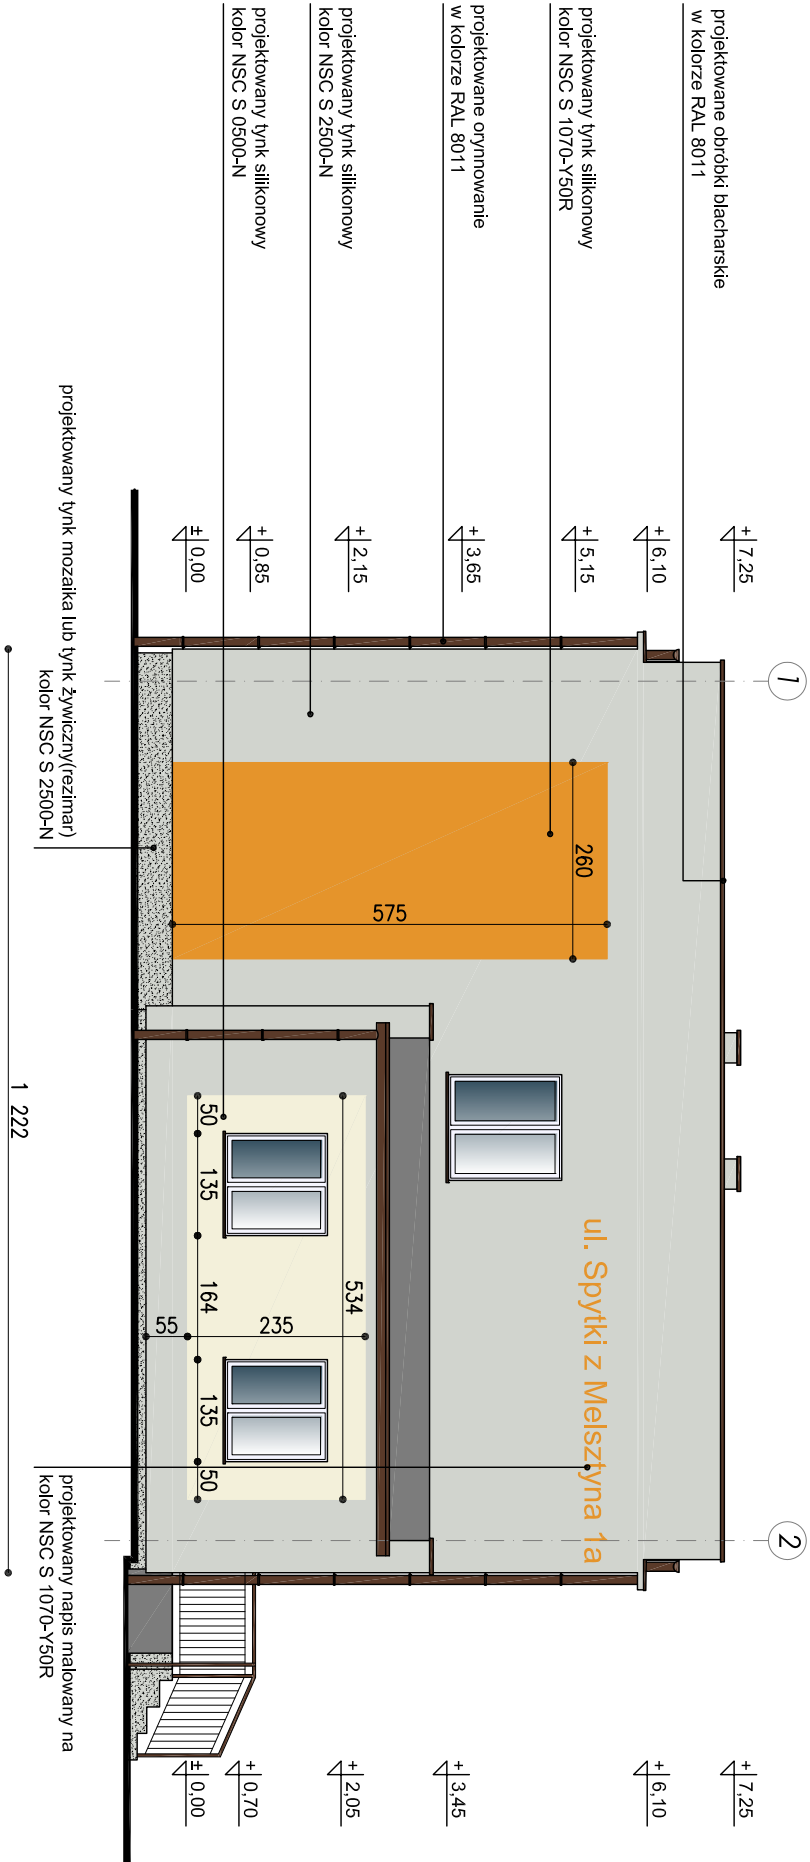 projektowane obróbki blacharskie
w kolorze RAL 8011
projektowany tynk silikonowy
kolor NSC S 1070-Y50R
projektowane orynnowanie
w kolorze RAL 8011
projektowany tynk silikonowy
kolor NSC S 2500-N
projektowany tynk silikonowy
kolor NSC S 0500-N
+ 7,25
+ 6,10
+ 5,15
+ 3,65
+ 2,15
+ 0,85
± 0,00
1
2
260
575
ul. Spytki z Melsztyna 1a
534
235
55
50
135
164
135
50
projektowany tynk mozaika lub tynk żywiczny(rezimar)
kolor NSC S 2500-N
projektowany napis malowany na
kolor NSC S 1070-Y50R
1 222
+ 7,25
+ 6,10
+ 3,45
+ 2,05
+ 0,70
± 0,00